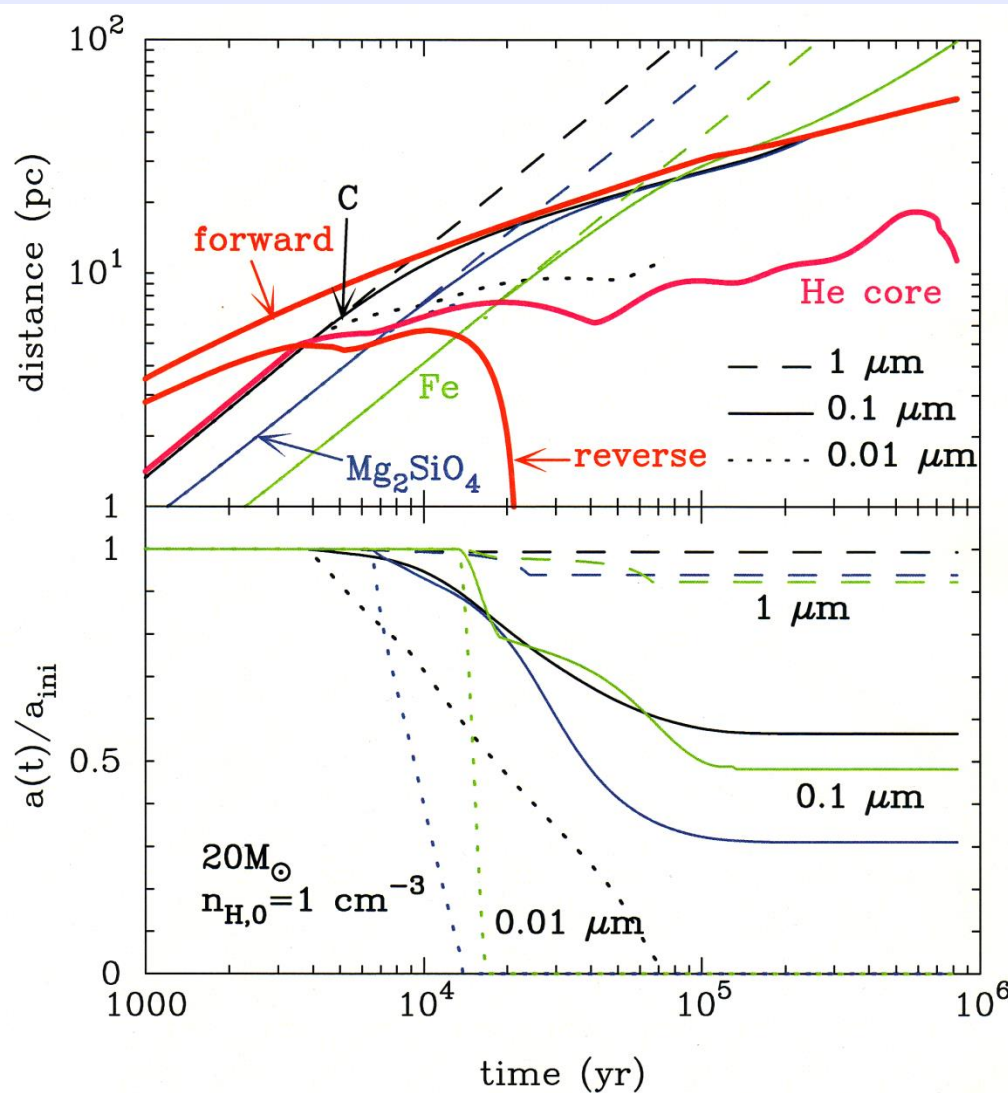 distance (pc)
10²
10¹
1
forward
C
He core
Fe
Mg₂SiO₄
reverse
1 μm
0.1 μm
0.01 μm
a(t)/a_ini
1
0.5
0
1 μm
0.1 μm
0.01 μm
20M⊙
n_H,0=1 cm⁻³
1000
10⁴
10⁵
10⁶
time (yr)